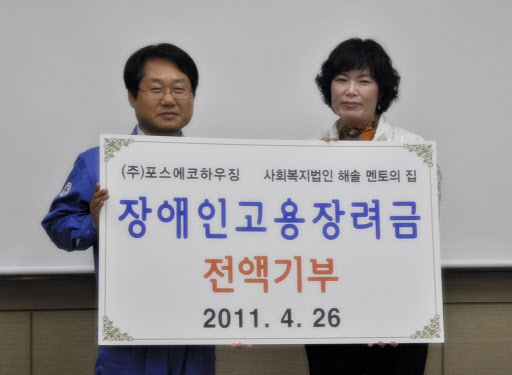 (주)포스에코하우징 사회복지법인 해솔 멘토의 집
장애인고용장려금
전액기부
2011. 4. 26